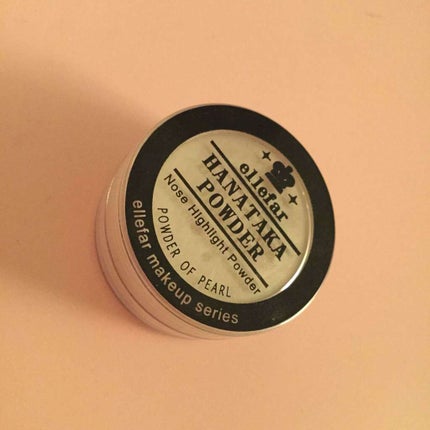 ellefar
HANATAKA
POWDER
Nose Highlight Powder
POWDER OF PEARL
ellefar makeup series